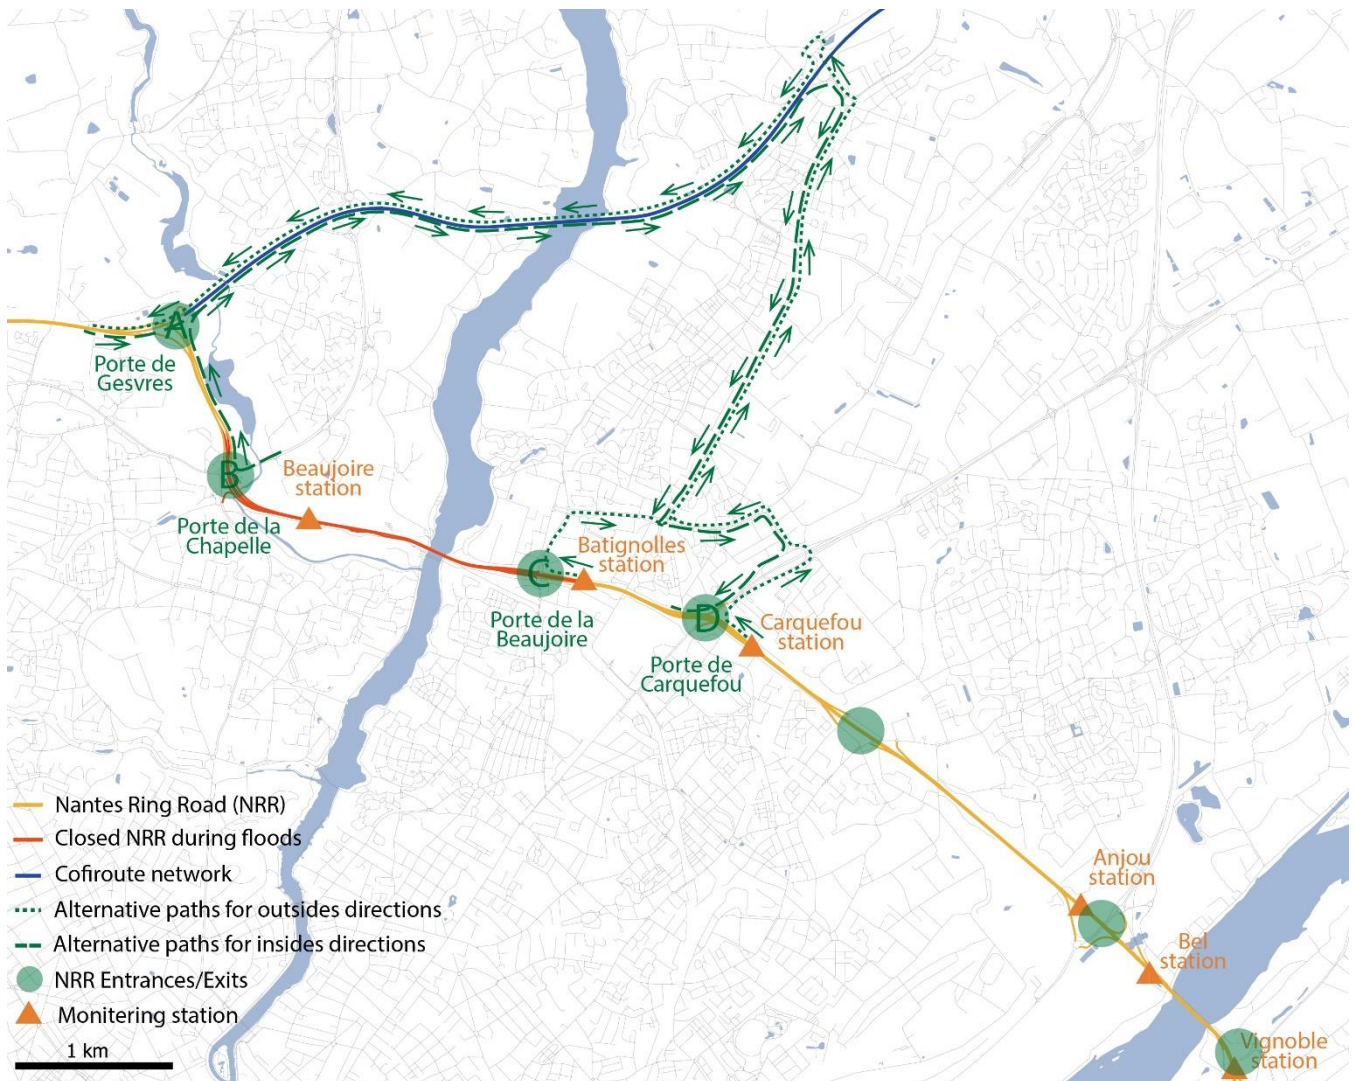 A
Porte de
Gesvres
B
Beaujoire
station
Porte de la
Chapelle
Batignolles
station
C
Porte de la
Beaujoire
D
Carquefou
station
Porte de
Carquefou
Nantes Ring Road (NRR)
Closed NRR during floods
Cofiroute network
Alternative paths for outsides directions
Alternative paths for insides directions
NRR Entrances/Exits
Monitering station
1 km
Anjou
station
Bel
station
Vignoble
station